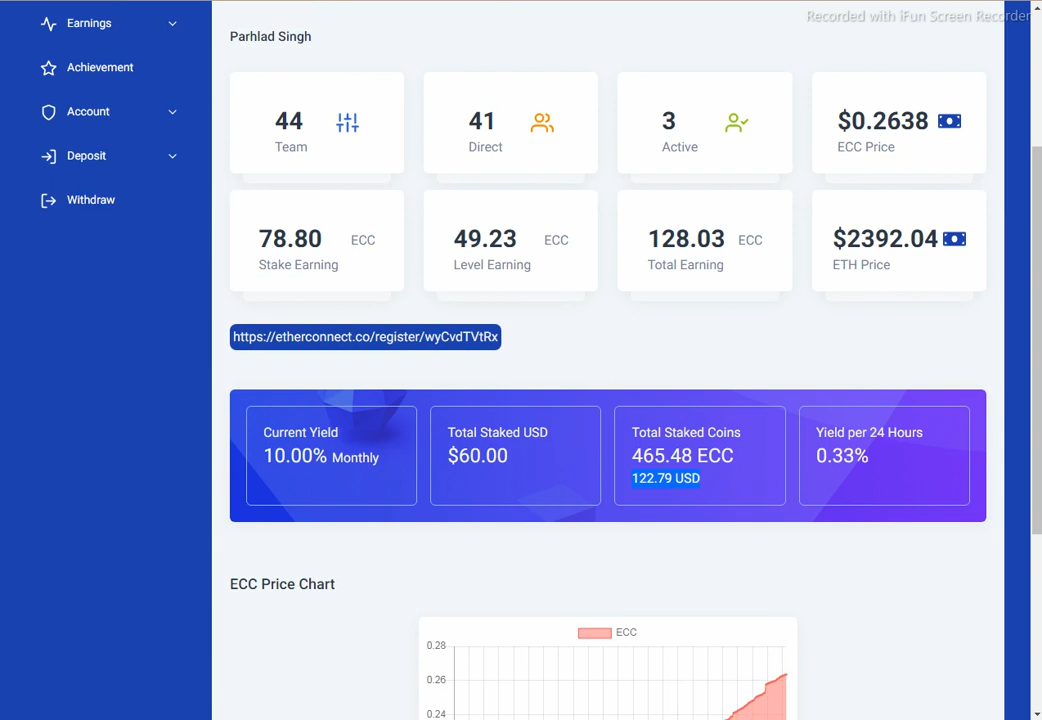 Recorded with iFun Screen Recorder
Earnings
Achievement
Account
Deposit
Withdraw
Parhlad Singh
44
Team
41
Direct
3
Active
$0.2638
ECC Price
78.80 ECC
Stake Earning
49.23 ECC
Level Earning
128.03 ECC
Total Earning
$2392.04
ETH Price
https://etherconnect.co/register/wyCvdTVtRx
Current Yield
10.00% Monthly
Total Staked USD
$60.00
Total Staked Coins
465.48 ECC
122.79 USD
Yield per 24 Hours
0.33%
ECC Price Chart
ECC
0.28
0.26
0.24